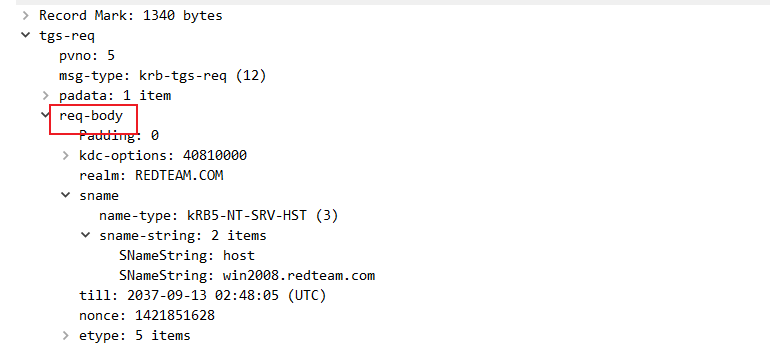 Record Mark: 1340 bytes
tgs-req
pvno: 5
msg-type: krb-tgs-req (12)
padata: 1 item
req-body
Padding: 0
kdc-options: 40810000
realm: REDTEAM.COM
sname
name-type: kRB5-NT-SRV-HST (3)
sname-string: 2 items
SNameString: host
SNameString: win2008.redteam.com
till: 2037-09-13 02:48:05 (UTC)
nonce: 1421851628
etype: 5 items